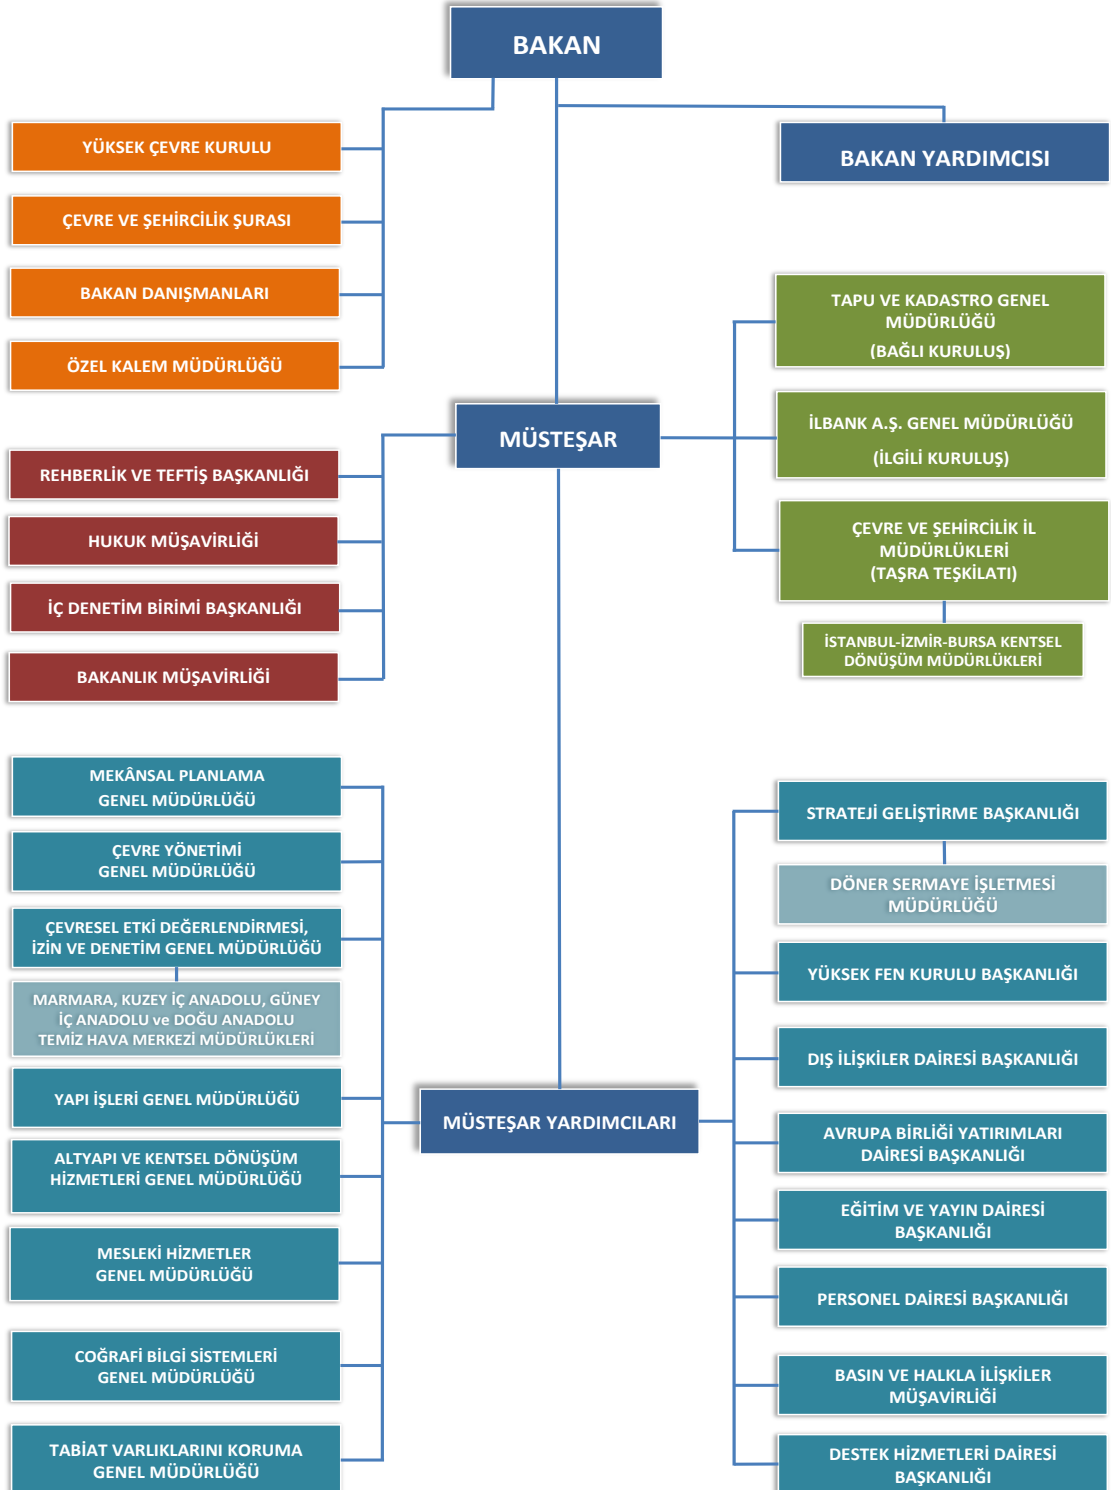 BAKAN
BAKAN YARDIMCISI
YÜKSEK ÇEVRE KURULU
ÇEVRE VE ŞEHİRCİLİK ŞURASI
BAKAN DANIŞMANLARI
ÖZEL KALEM MÜDÜRLÜĞÜ
TAPU VE KADASTRO GENEL
MÜDÜRLÜĞÜ
(BAĞLI KURULUŞ)
İLBANK A.Ş. GENEL MÜDÜRLÜĞÜ
(İLGİLİ KURULUŞ)
ÇEVRE VE ŞEHİRCİLİK İL
MÜDÜRLÜKLERİ
(TAŞRA TEŞKİLATI)
İSTANBUL-İZMİR-BURSA KENTSEL
DÖNÜŞÜM MÜDÜRLÜKLERİ
MÜSTEŞAR
REHBERLİK VE TEFTİŞ BAŞKANLIĞI
HUKUK MÜŞAVİRLİĞİ
İÇ DENETİM BİRİMİ BAŞKANLIĞI
BAKANLIK MÜŞAVİRLİĞİ
MEKÂNSAL PLANLAMA
GENEL MÜDÜRLÜĞÜ
ÇEVRE YÖNETİMİ
GENEL MÜDÜRLÜĞÜ
ÇEVRESEL ETKİ DEĞERLENDİRMESİ,
İZİN VE DENETİM GENEL MÜDÜRLÜĞÜ
MARMARA, KUZEY İÇ ANADOLU, GÜNEY
İÇ ANADOLU ve DOĞU ANADOLU
TEMİZ HAVA MERKEZİ MÜDÜRLÜKLERİ
YAPI İŞLERİ GENEL MÜDÜRLÜĞÜ
ALTYAPI VE KENTSEL DÖNÜŞÜM
HİZMETLERİ GENEL MÜDÜRLÜĞÜ
MESLEKİ HİZMETLER
GENEL MÜDÜRLÜĞÜ
COĞRAFİ BİLGİ SİSTEMLERİ
GENEL MÜDÜRLÜĞÜ
TABİAT VARLIKLARINI KORUMA
GENEL MÜDÜRLÜĞÜ
MÜSTEŞAR YARDIMCILARI
STRATEJİ GELİŞTİRME BAŞKANLIĞI
DÖNER SERMAYE İŞLETMESİ
MÜDÜRLÜĞÜ
YÜKSEK FEN KURULU BAŞKANLIĞI
DIŞ İLİŞKİLER DAİRESİ BAŞKANLIĞI
AVRUPA BİRLİĞİ YATIRIMLARI
DAİRESİ BAŞKANLIĞI
EĞİTİM VE YAYIN DAİRESİ
BAŞKANLIĞI
PERSONEL DAİRESİ BAŞKANLIĞI
BASIN VE HALKLA İLİŞKİLER
MÜŞAVİRLİĞİ
DESTEK HİZMETLERİ DAİRESİ
BAŞKANLIĞI